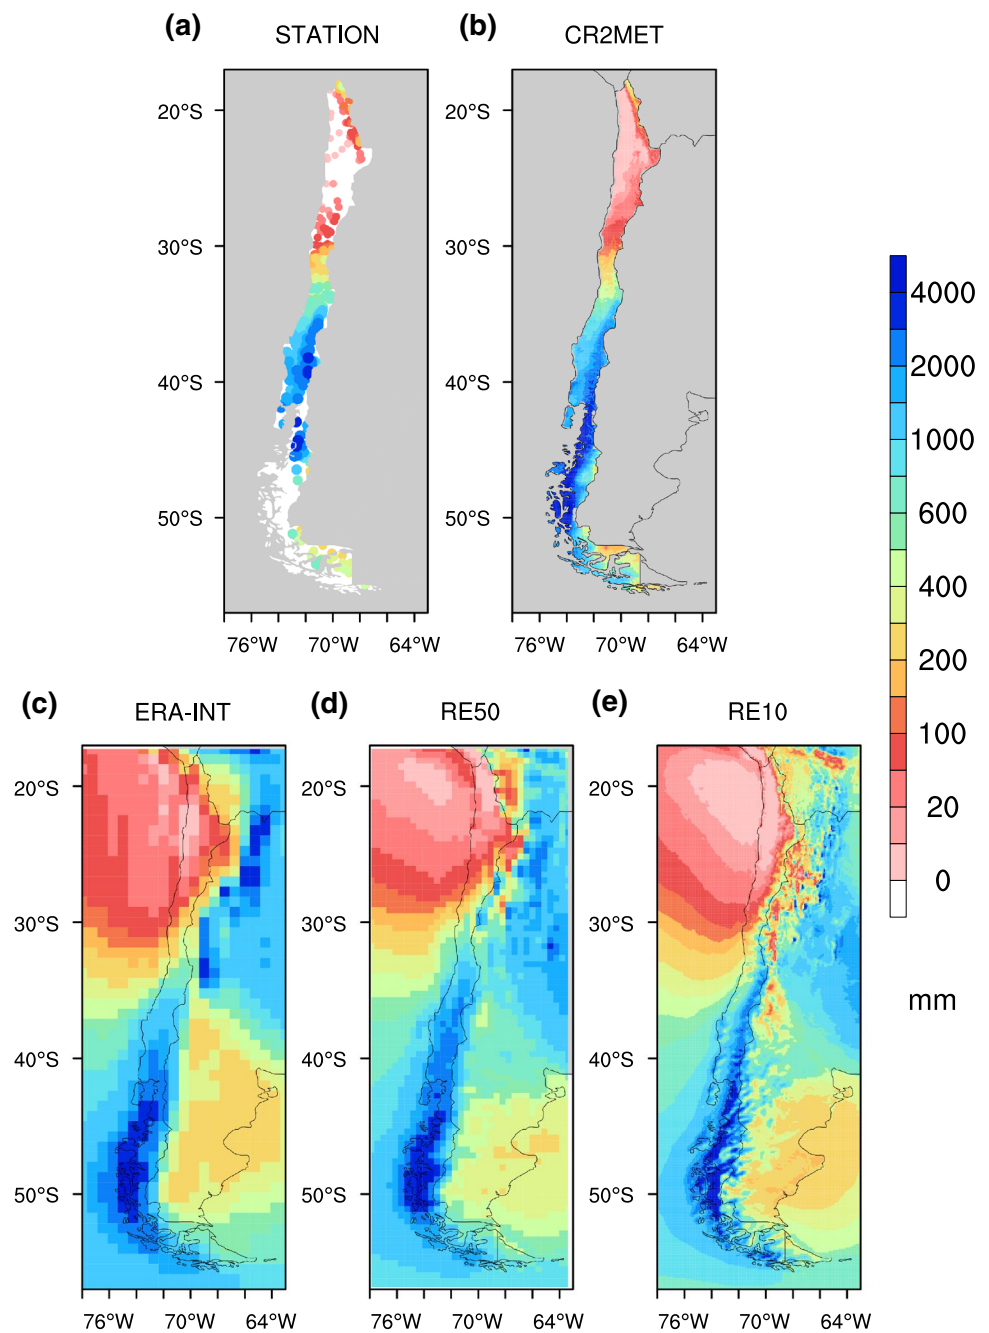 (a) STATION
(b) CR2MET
20°S
30°S
40°S
50°S
76°W 70°W 64°W
20°S
30°S
40°S
50°S
76°W 70°W 64°W
4000
2000
1000
600
400
200
100
20
0
mm
(c) ERA-INT
(d) RE50
(e) RE10
20°S
30°S
40°S
50°S
76°W 70°W 64°W
20°S
30°S
40°S
50°S
76°W 70°W 64°W
20°S
30°S
40°S
50°S
76°W 70°W 64°W